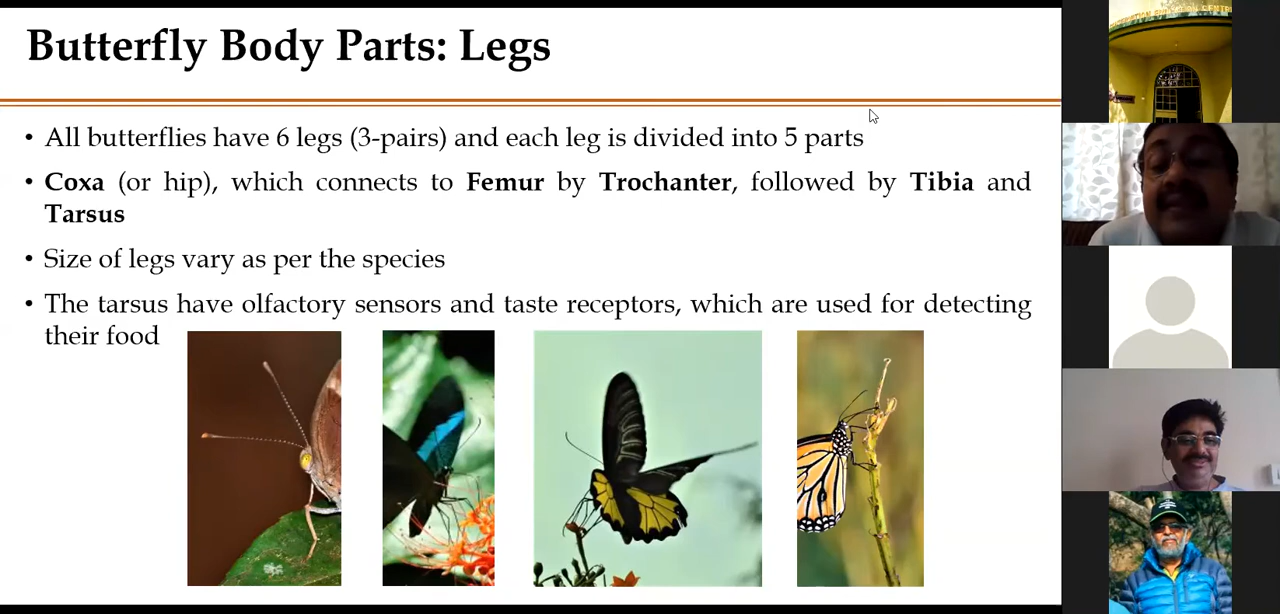 Butterfly Body Parts: Legs
• All butterflies have 6 legs (3-pairs) and each leg is divided into 5 parts
• Coxa (or hip), which connects to Femur by Trochanter, followed by Tibia and
Tarsus
• Size of legs vary as per the species
• The tarsus have olfactory sensors and taste receptors, which are used for detecting
their food